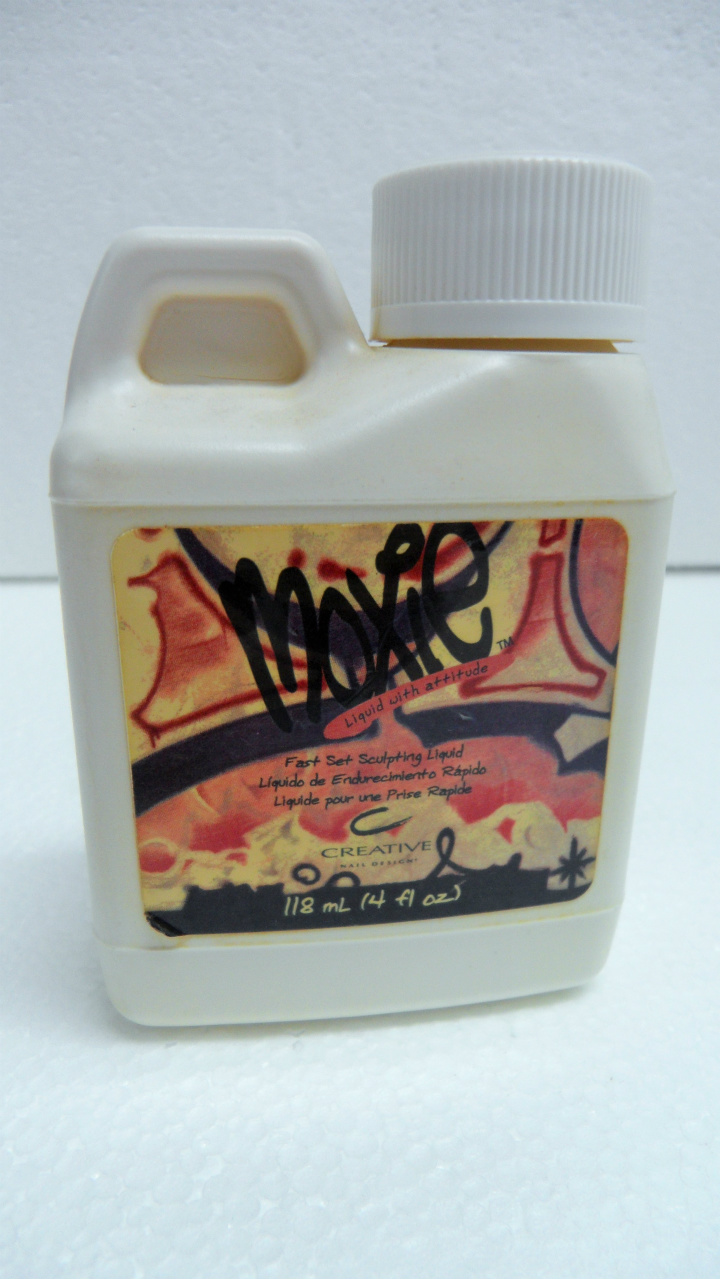 Moxie™
Liquid with attitude
Fast Set Sculpting Liquid
Líquido de Endurecimiento Rápido
Liquide pour une Prise Rapide
CREATIVE
NAIL DESIGN
118 mL (4 fl oz)